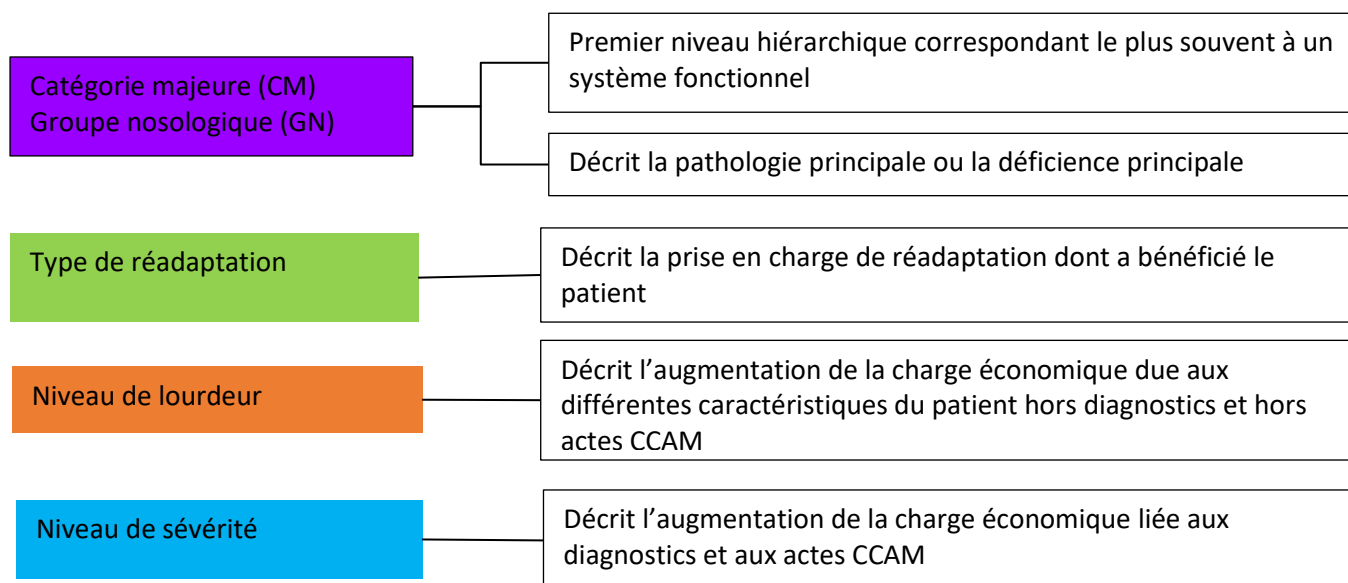 Catégorie majeure (CM)
Groupe nosologique (GN)
Premier niveau hiérarchique correspondant le plus souvent à un
système fonctionnel
Décrit la pathologie principale ou la déficience principale
Type de réadaptation
Décrit la prise en charge de réadaptation dont a bénéficié le
patient
Niveau de lourdeur
Décrit l’augmentation de la charge économique due aux
différentes caractéristiques du patient hors diagnostics et hors
actes CCAM
Niveau de sévérité
Décrit l’augmentation de la charge économique liée aux
diagnostics et aux actes CCAM